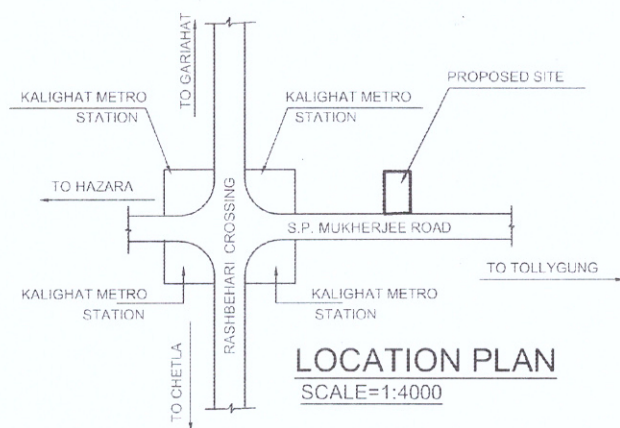 TO GARIAHAT
KALIGHAT METRO
STATION
KALIGHAT METRO
STATION
PROPOSED SITE
TO HAZARA
RASHBEHARI CROSSING
S.P. MUKHERJEE ROAD
TO TOLLYGUNG
KALIGHAT METRO
STATION
KALIGHAT METRO
STATION
TO CHETLA
LOCATION PLAN
SCALE=1:4000